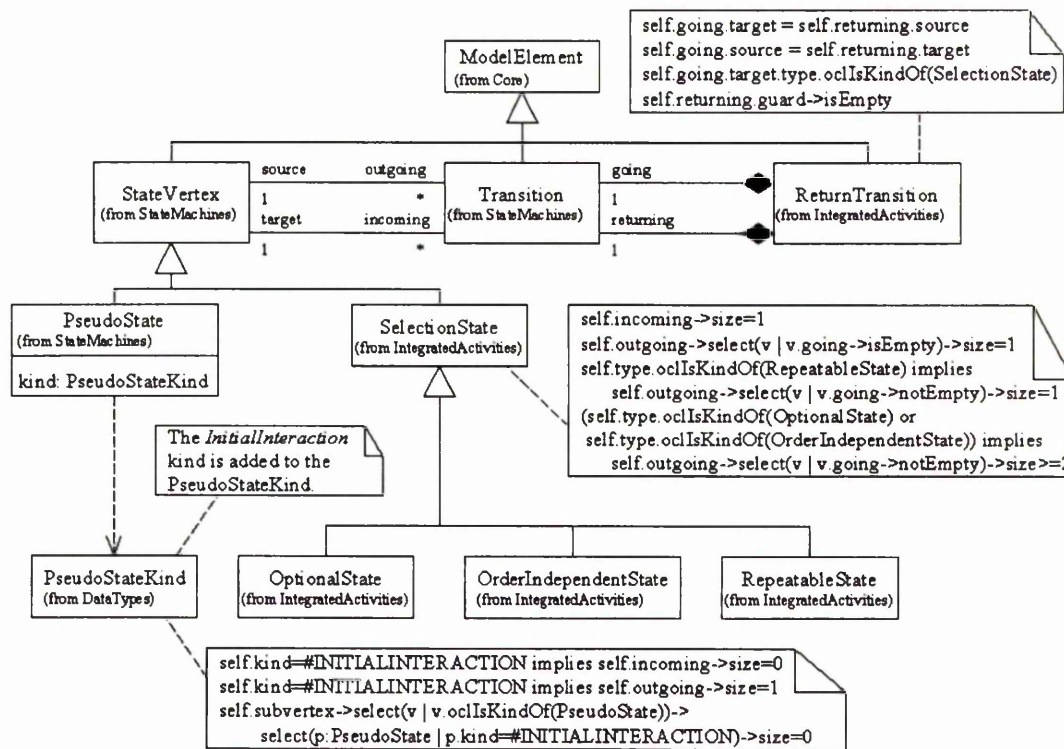 self.going.target = self.returning.source
self.going.source = self.returning.target
self.going.target.type.oclIsKindOf(SelectionState)
self.returning.guard->isEmpty
ModelElement
(from Core)
StateVertex
(from StateMachines)
source
outgoing
1
*
target
incoming
1
*
Transition
(from StateMachines)
going
1
returning
1
ReturnTransition
(from IntegratedActivities)
PseudoState
(from StateMachines)
kind: PseudoStateKind
SelectionState
(from IntegratedActivities)
self.incoming->size=1
self.outgoing->select(v | v.going->isEmpty)->size=1
self.type.oclIsKindOf(RepeatableState) implies
self.outgoing->select(v | v.going->notEmpty)->size=1
(self.type.oclIsKindOf(OptionalState) or
self.type.oclIsKindOf(OrderIndependentState)) implies
self.outgoing->select(v | v.going->notEmpty)->size>=2
The InitialInteraction
kind is added to the
PseudoStateKind.
PseudoStateKind
(from DataTypes)
OptionalState
(from IntegratedActivities)
OrderIndependentState
(from IntegratedActivities)
RepeatableState
(from IntegratedActivities)
self.kind=#INITIALINTERACTION implies self.incoming->size=0
self.kind=#INITIALINTERACTION implies self.outgoing->size=1
self.subvertex->select(v | v.oclIsKindOf(PseudoState))->
select(p:PseudoState | p.kind=#INITIALINTERACTION)->size=0